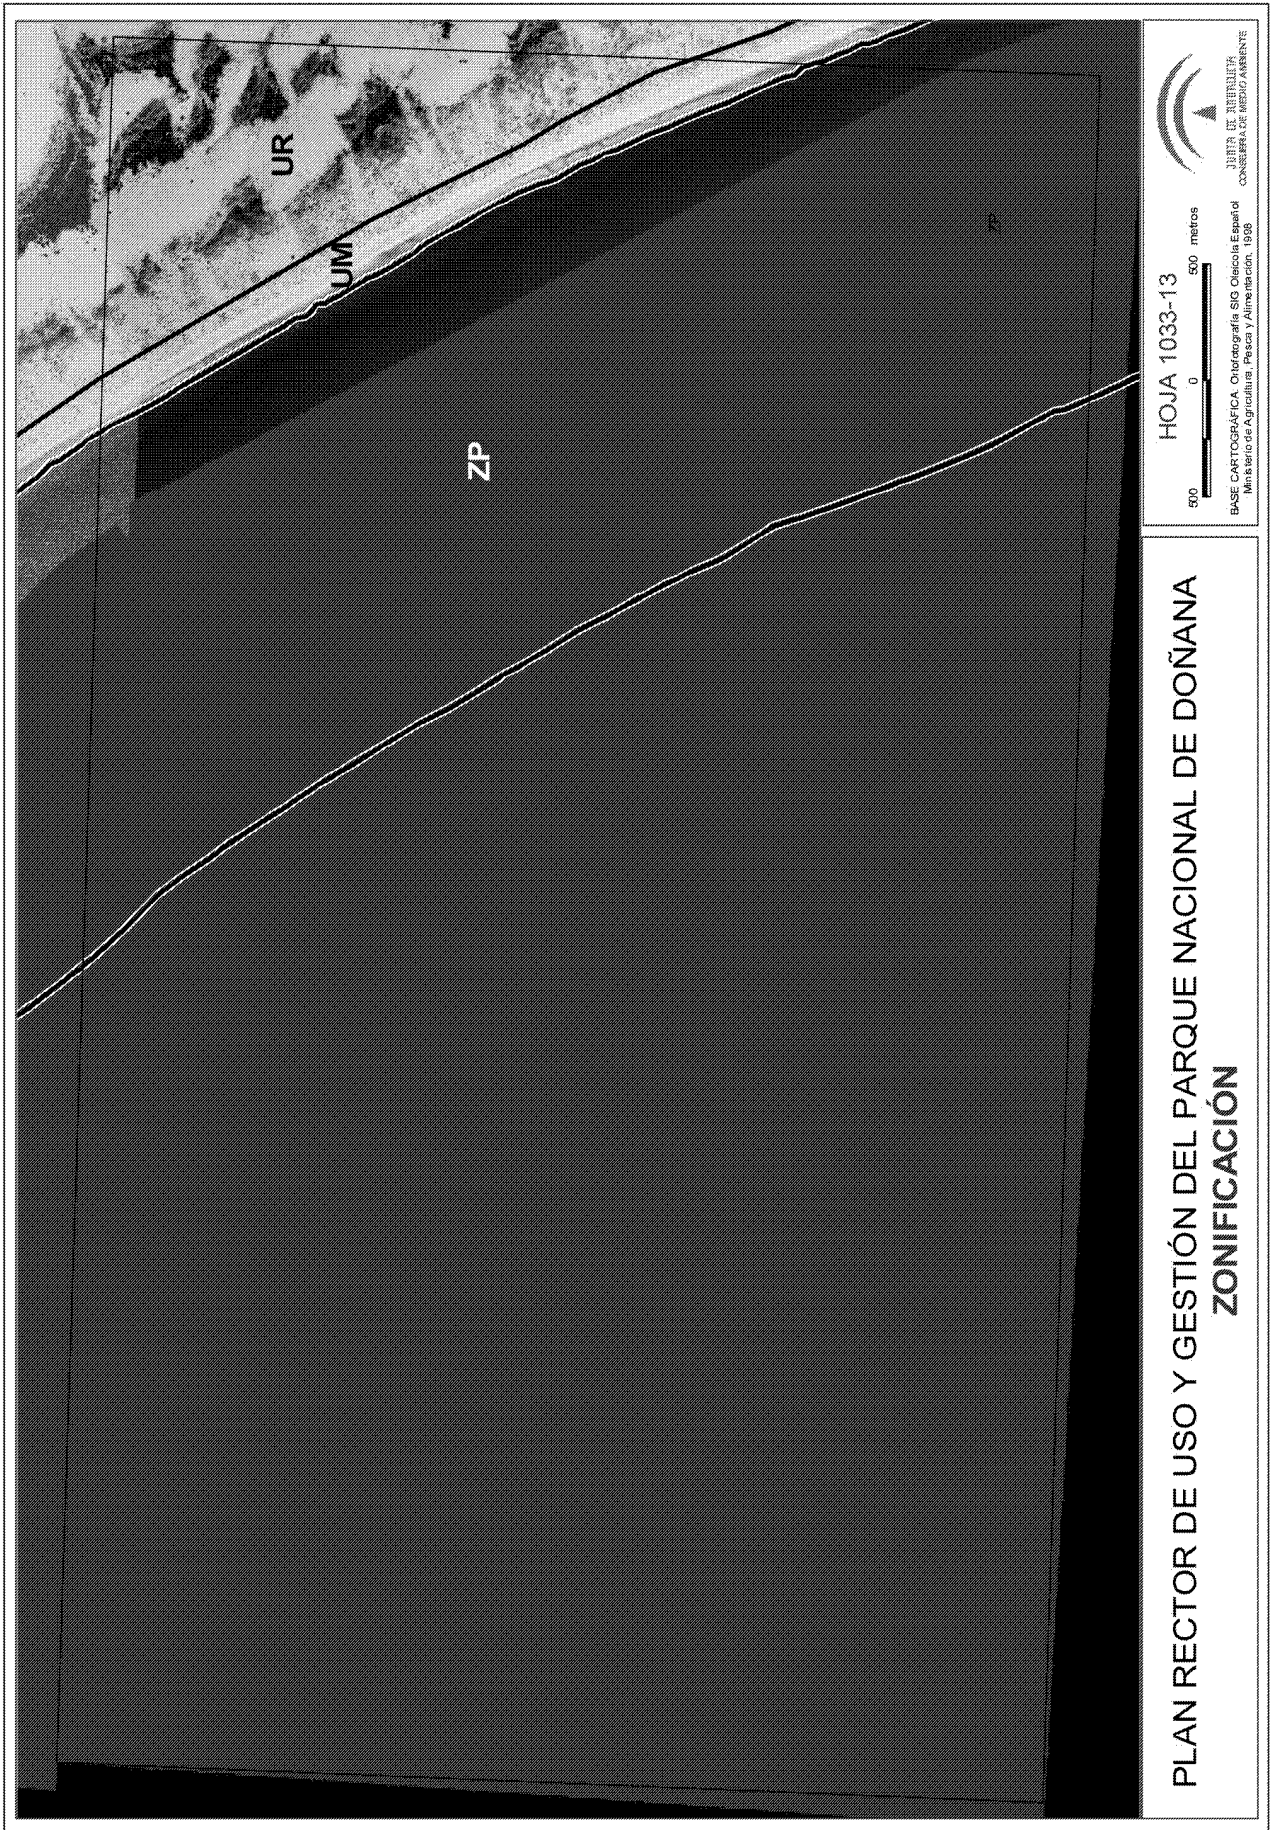 UR
UM
ZP
ZP
PLAN RECTOR DE USO Y GESTIÓN DEL PARQUE NACIONAL DE DOÑANA
ZONIFICACIÓN
HOJA 1033-13
500 0 500 metros
BASE CARTOGRÁFICA: Ortofotografía SIG Oleícola Español
Ministerio de Agricultura, Pesca y Alimentación, 1998
JUNTA DE ANDALUCIA
CONSEJERIA DE MEDIO AMBIENTE